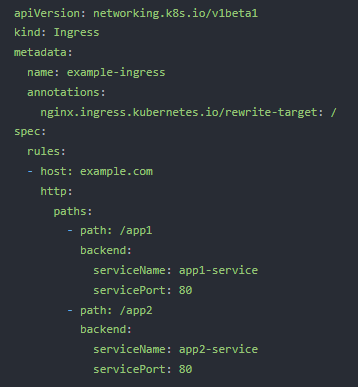 apiVersion: networking.k8s.io/v1beta1
kind: Ingress
metadata:
  name: example-ingress
  annotations:
    nginx.ingress.kubernetes.io/rewrite-target: /
spec:
  rules:
  - host: example.com
    http:
      paths:
        - path: /app1
          backend:
            serviceName: app1-service
            servicePort: 80
        - path: /app2
          backend:
            serviceName: app2-service
            servicePort: 80